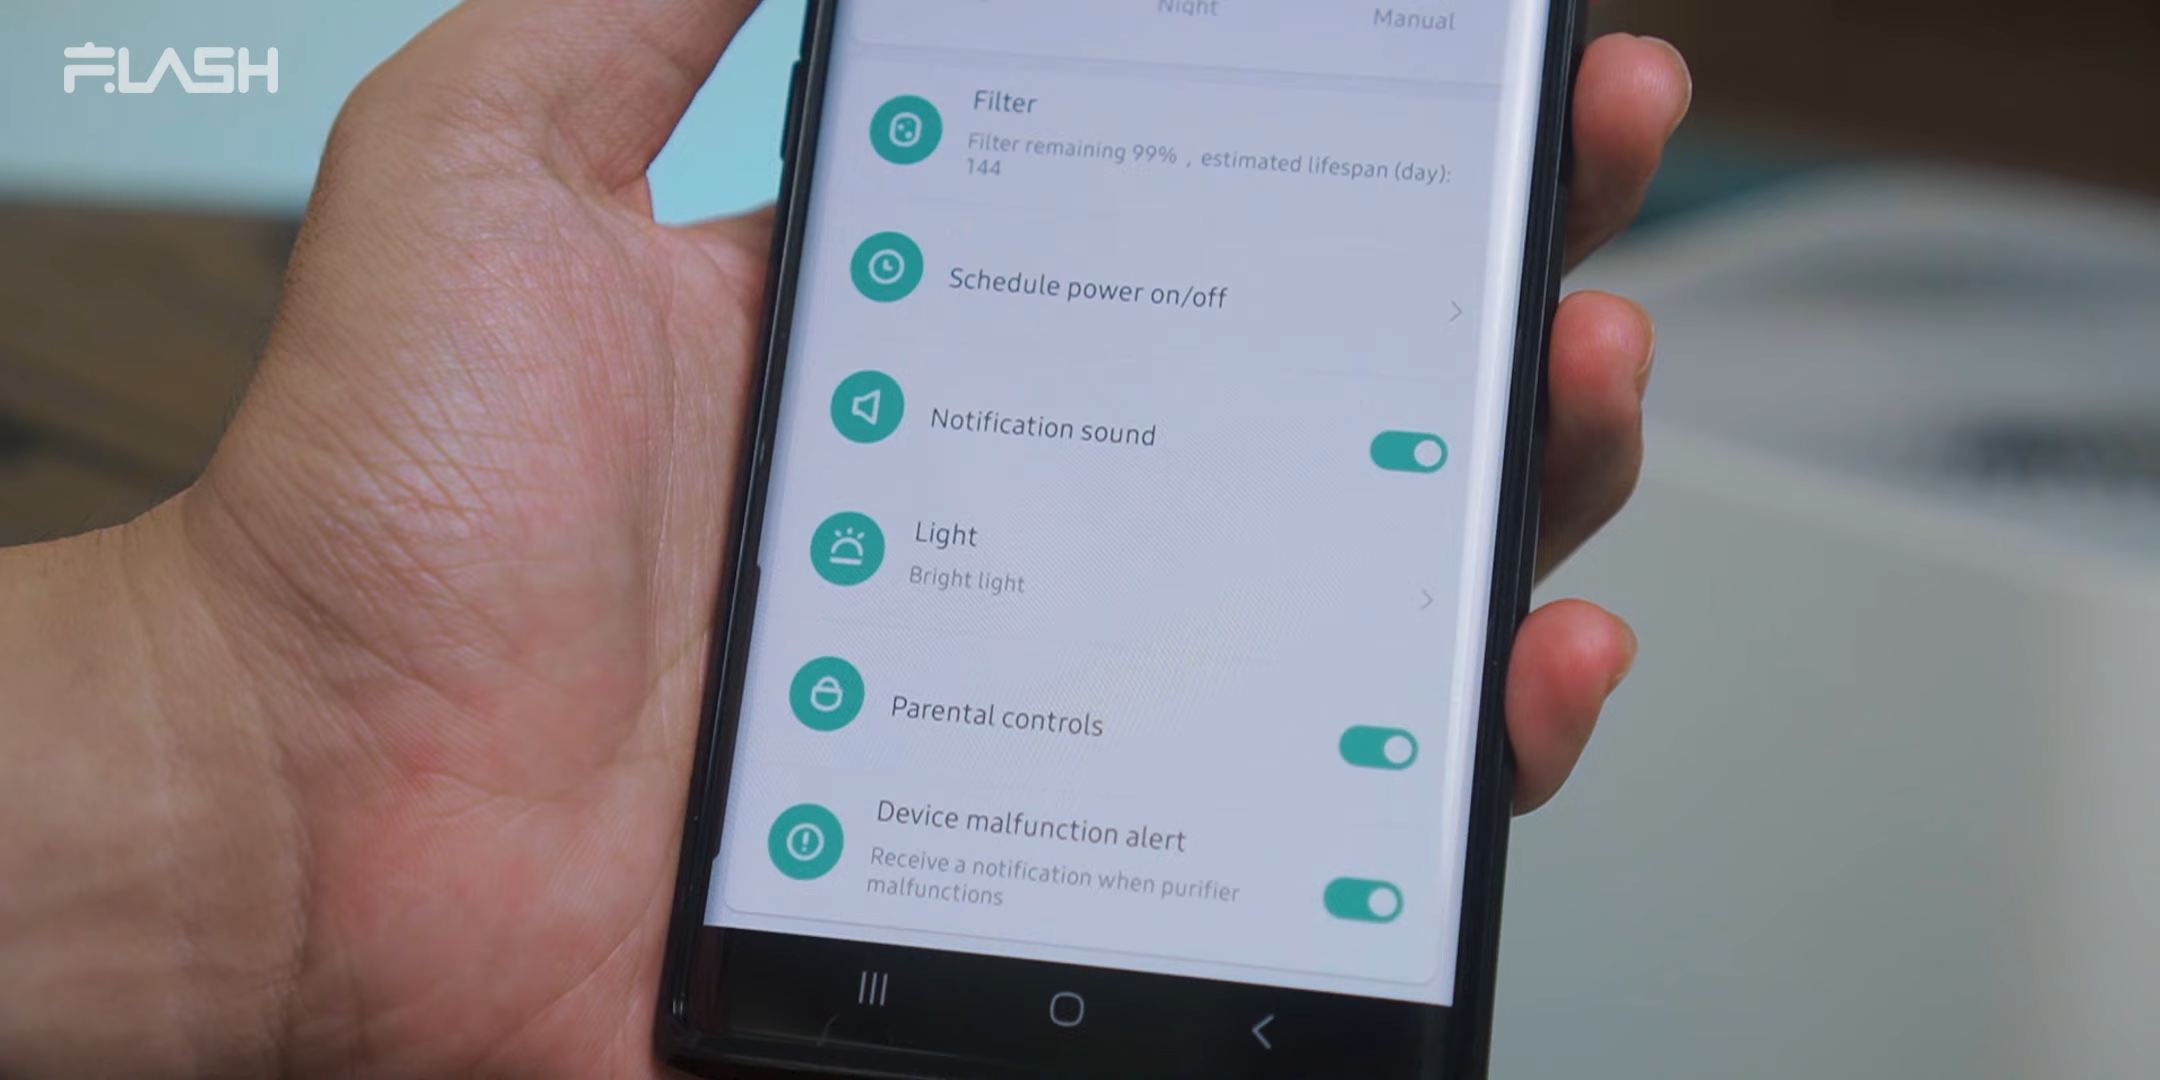 FLASH
Night
Manual
Filter
Filter remaining 99% , estimated lifespan (day):
144
Schedule power on/off
Notification sound
Light
Bright light
Parental controls
Device malfunction alert
Receive a notification when purifier
malfunctions